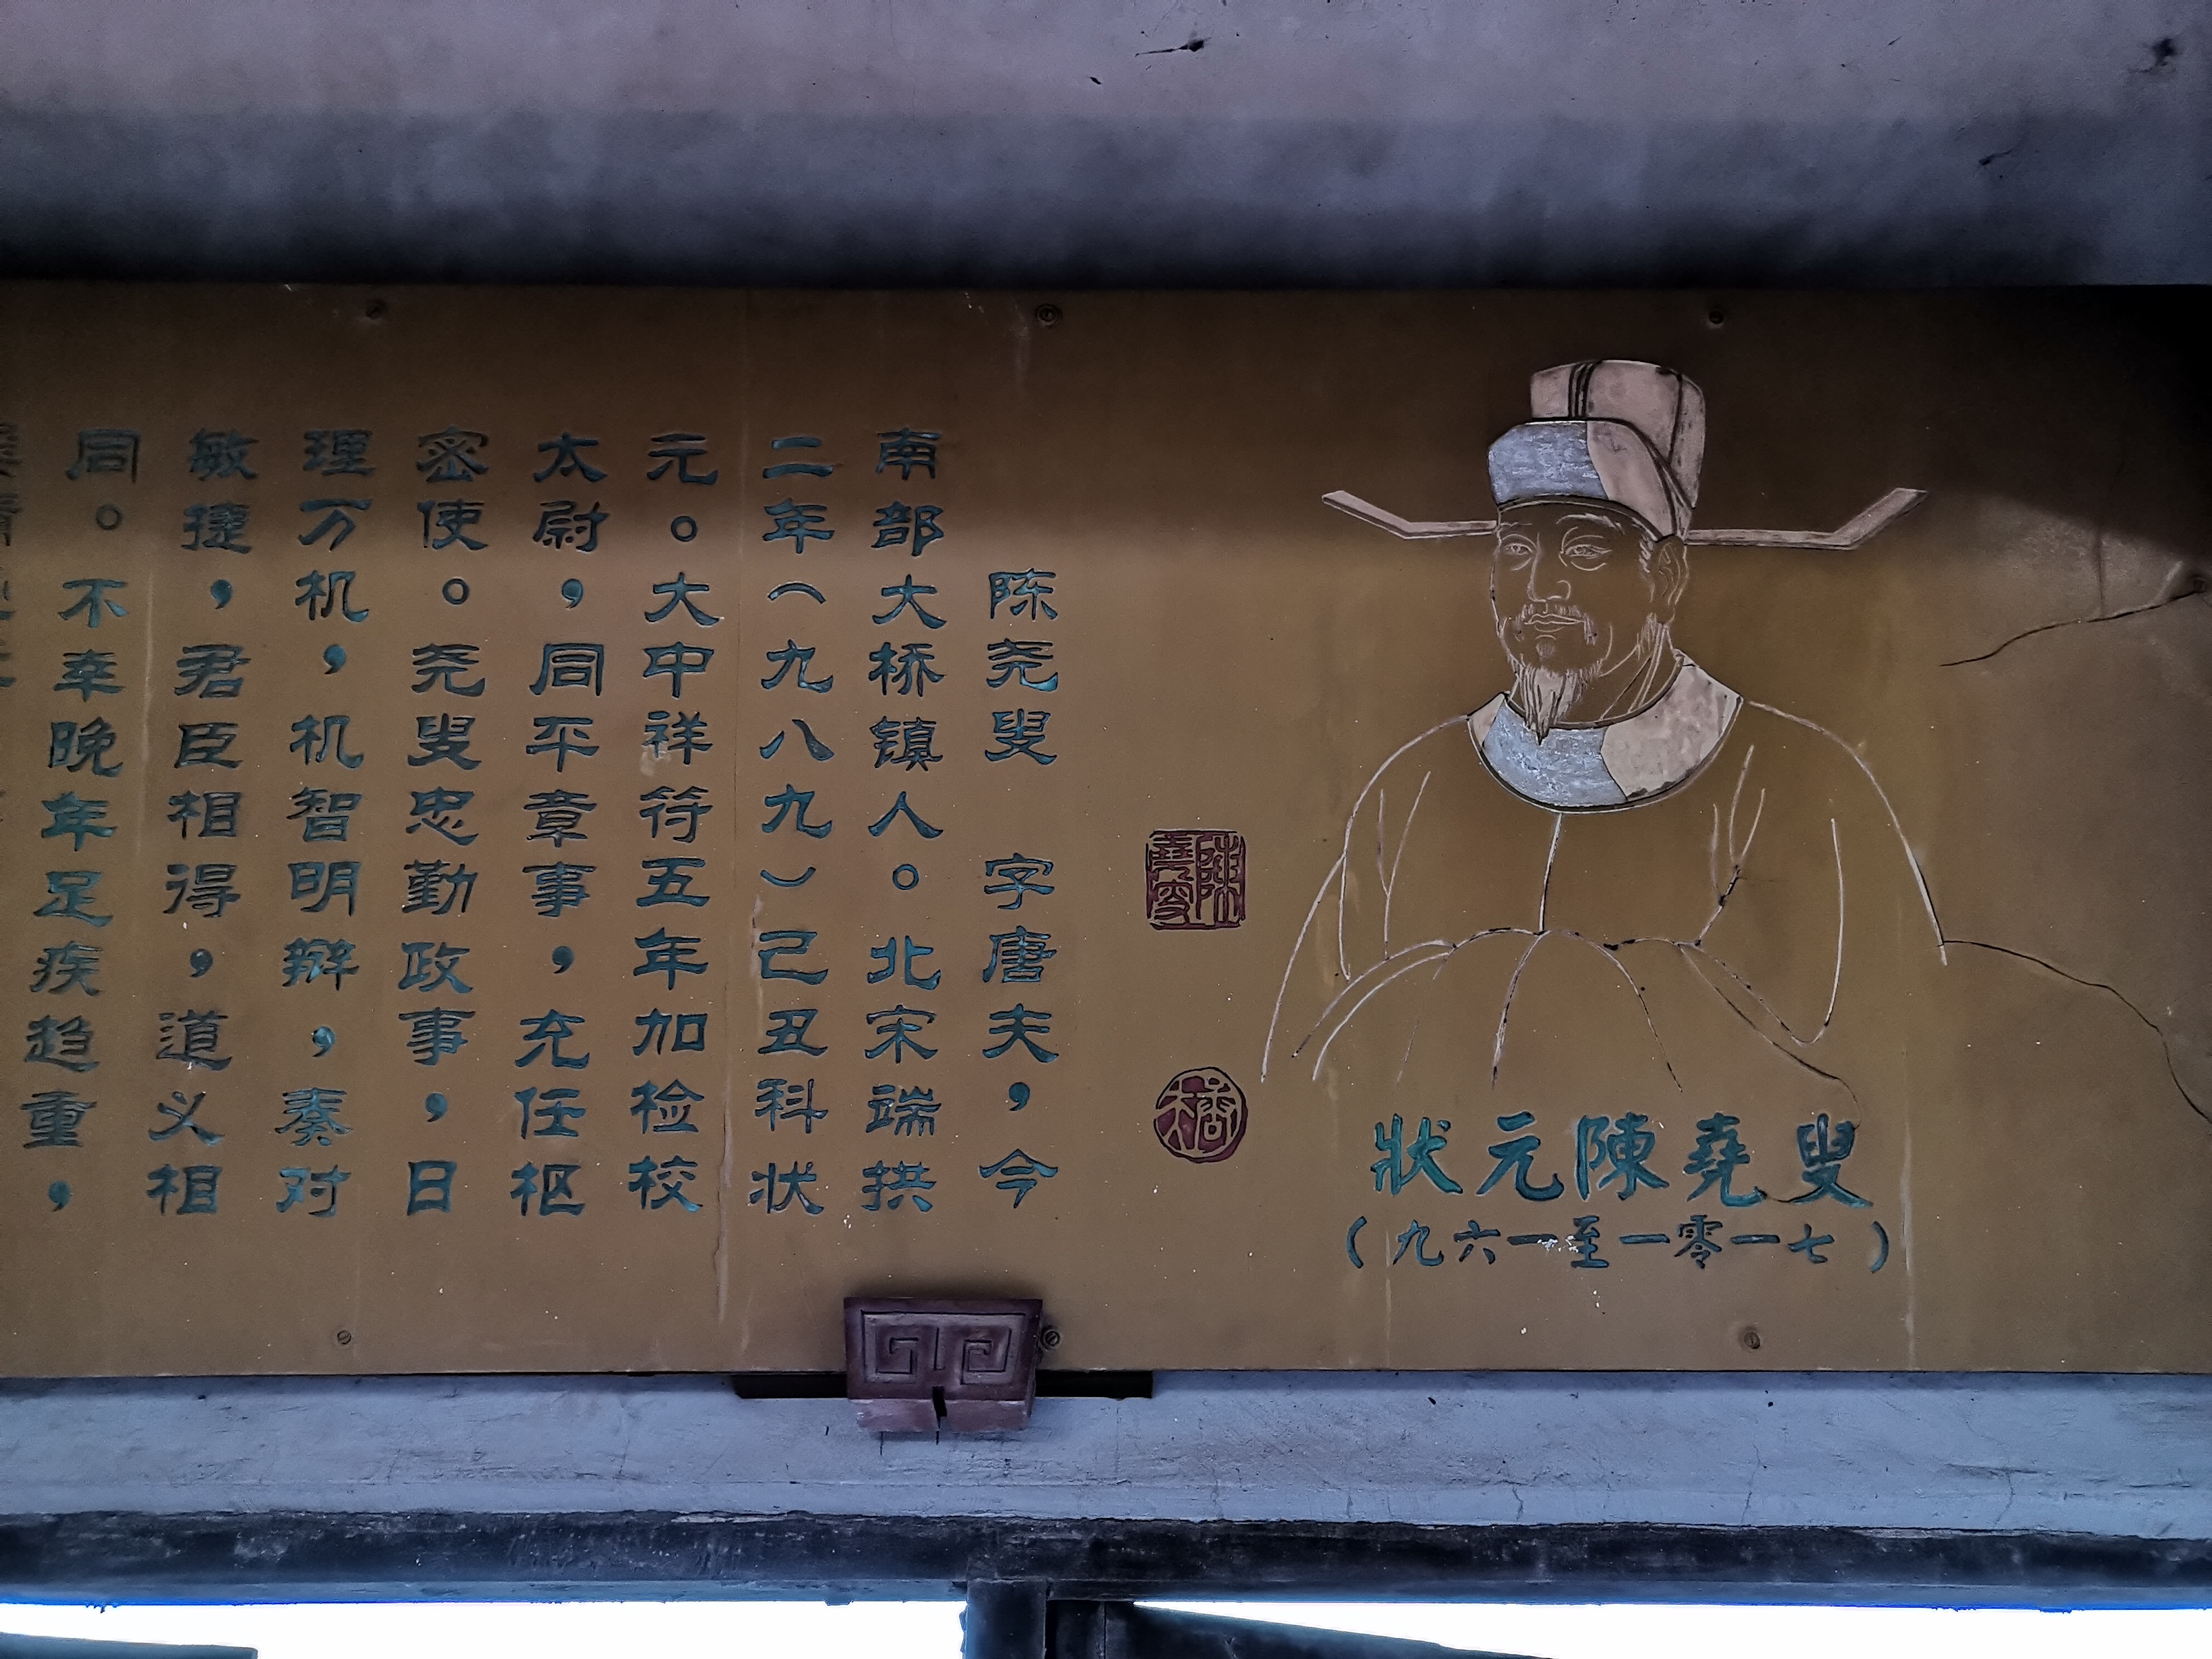 狀元陳堯叟
（九六一至一零一七）
陳堯叟
陈尧叟　字唐夫，今
南部大桥镇人。北宋端拱
二年（九八九）己丑科状
元。大中祥符五年加检校
太尉，同平章事，充任枢
密使。尧叟忠勤政事，日
理万机，机智明辩，奏对
敏捷，君臣相得，道义相
同。不幸晚年足疾趋重，